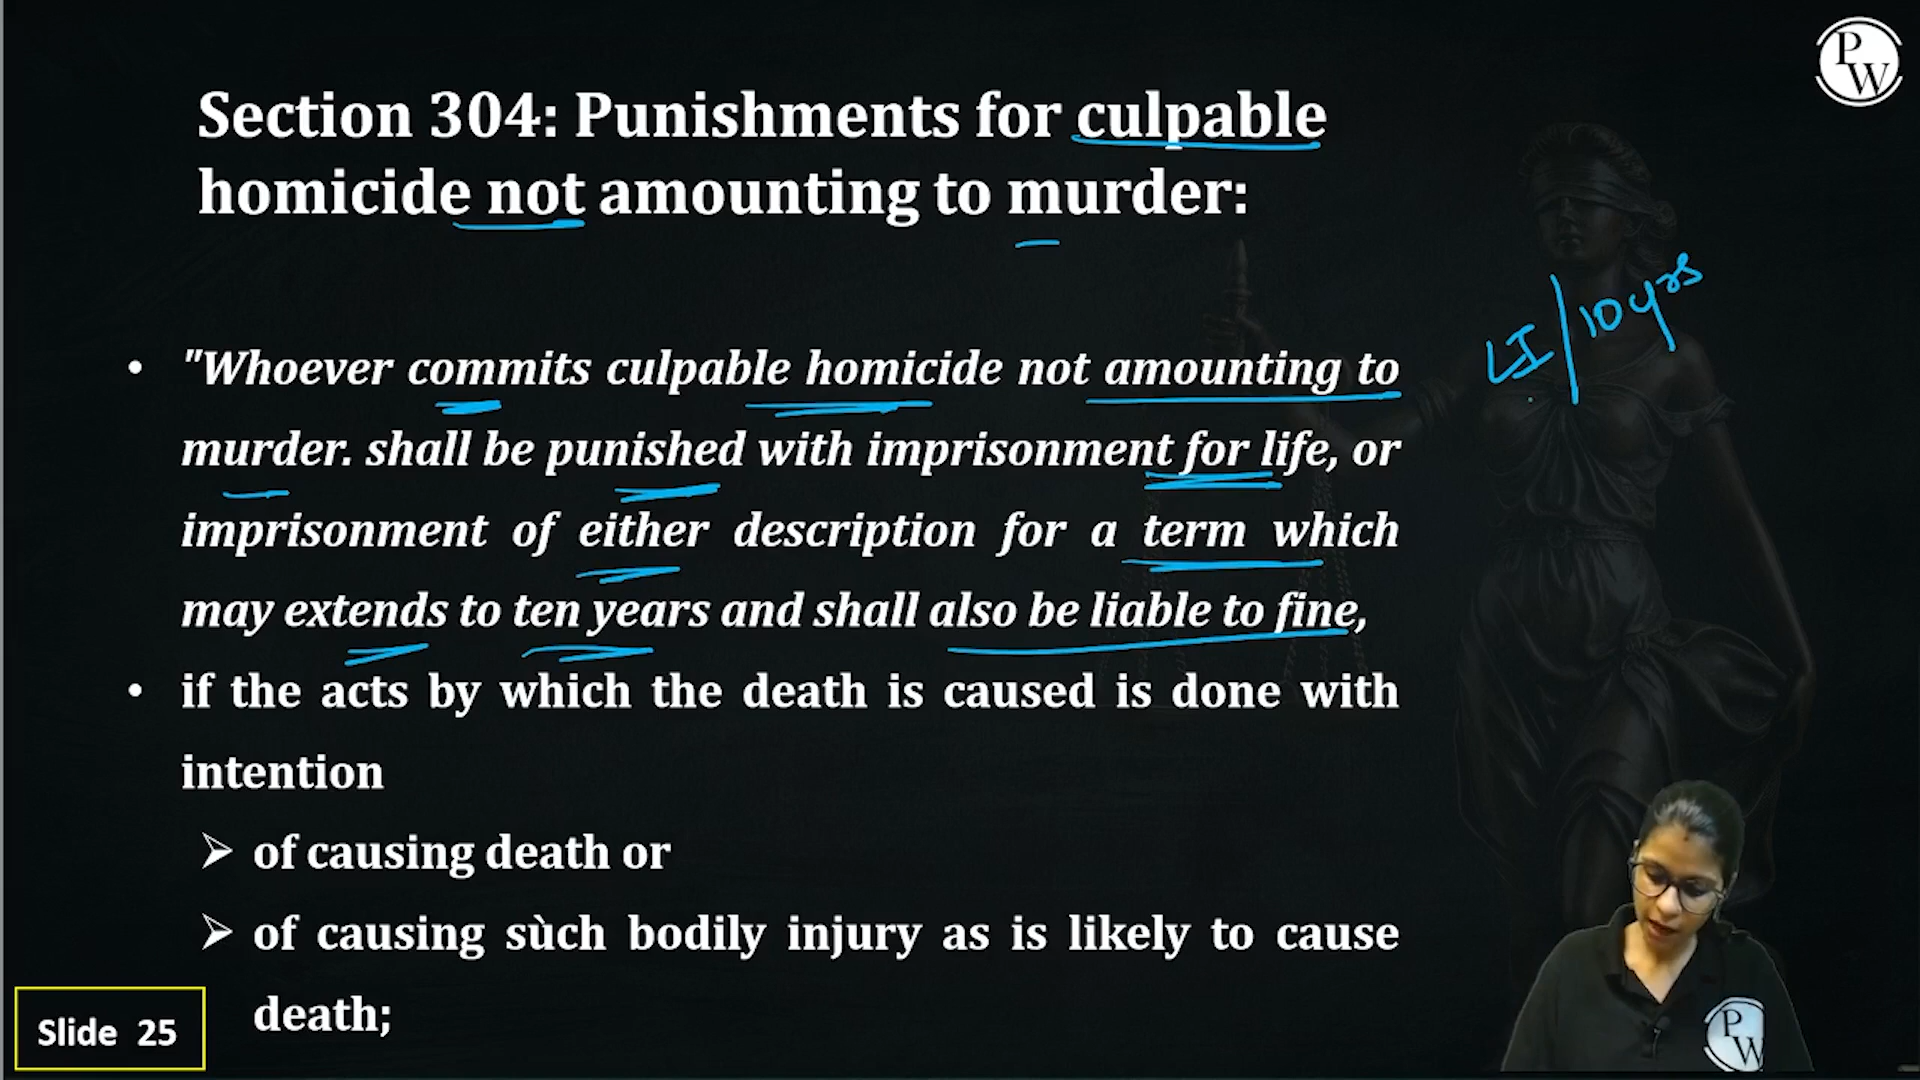 P
W
Section 304: Punishments for culpable
homicide not amounting to murder:
LI/10yrs
• "Whoever commits culpable homicide not amounting to
murder. shall be punished with imprisonment for life, or
imprisonment of either description for a term which
may extends to ten years and shall also be liable to fine,
• if the acts by which the death is caused is done with
intention
➢ of causing death or
➢ of causing sùch bodily injury as is likely to cause
death;
Slide 25
P
W